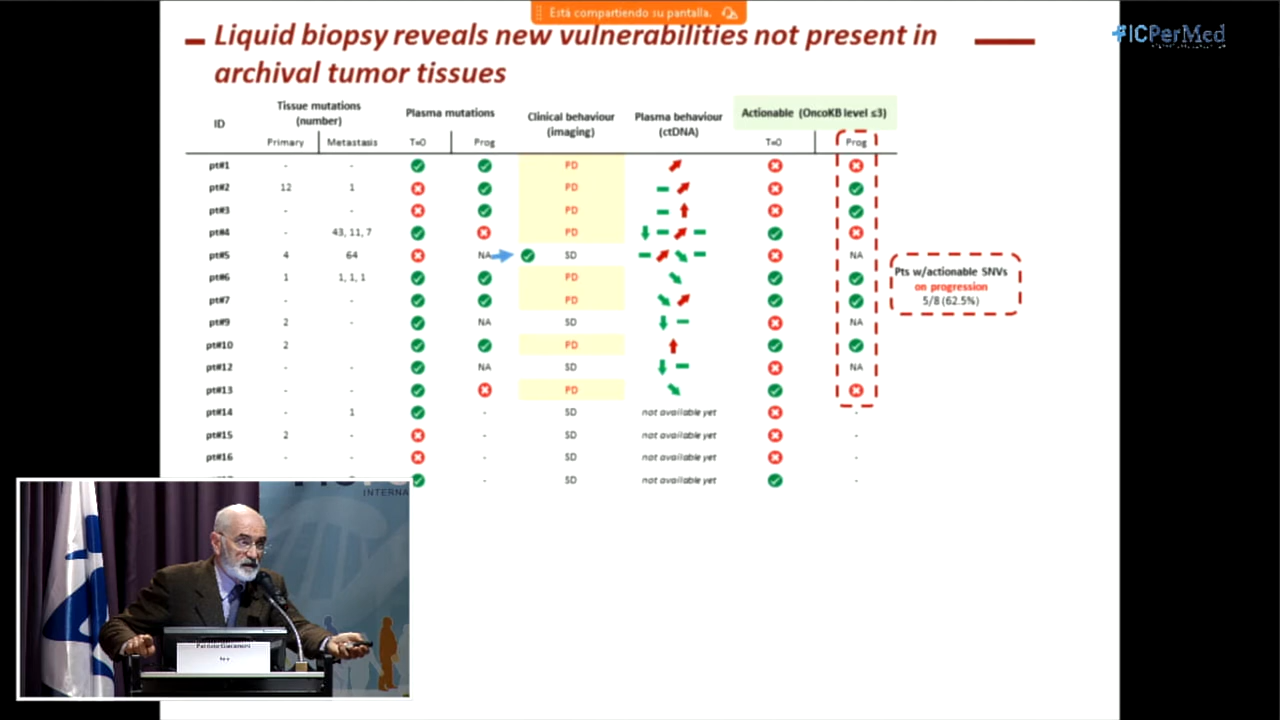 Está compartiendo su pantalla.
Liquid biopsy reveals new vulnerabilities not present in
archival tumor tissues
#ICPerMed
ID Tissue mutations (number) Plasma mutations Clinical behaviour (imaging) Plasma behaviour (ctDNA) Actionable (OncoKB level ≤3)
Primary Metastasis T=0 Prog T=0 Prog
pt#1 - - PD
pt#2 12 1 PD
pt#3 - - PD
pt#4 - 43, 11, 7 PD
pt#5 4 64 NA SD NA
pt#6 1 1, 1, 1 PD
pt#7 - - PD
pt#9 2 - NA SD NA
pt#10 2 PD
pt#12 - - NA SD NA
pt#13 - - PD
pt#14 - 1 - SD not available yet -
pt#15 2 - - SD not available yet -
pt#16 - - - SD not available yet -
- SD not available yet -
Pts w/actionable SNVs
on progression
5/8 (62.5%)
INTERNA